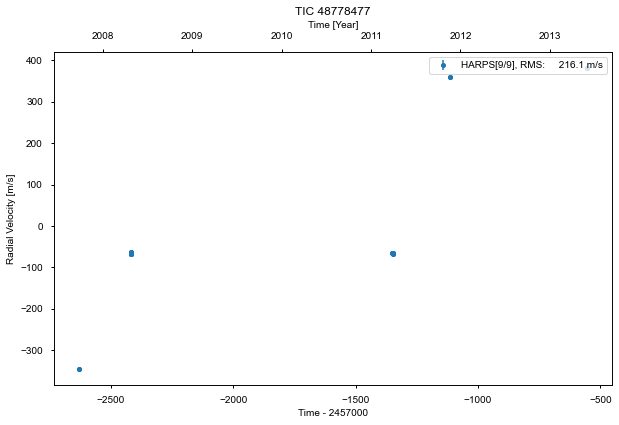 TIC 48778477
Time [Year]
2008 2009 2010 2011 2012 2013
HARPS[9/9], RMS: 216.1 m/s
400
300
200
100
0
−100
−200
−300
Radial Velocity [m/s]
−2500 −2000 −1500 −1000 −500
Time - 2457000